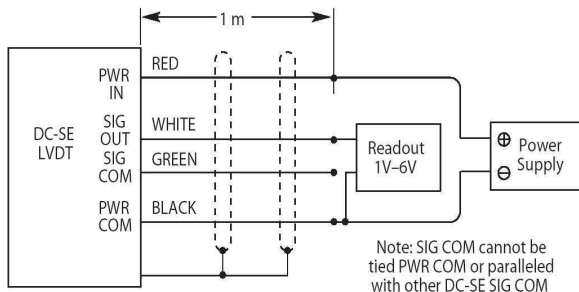 1 m
RED
PWR
IN
WHITE
SIG
OUT
DC-SE
LVDT
GREEN
SIG
COM
BLACK
PWR
COM
Readout
1V–6V
⊕ Power
⊖ Supply
Note: SIG COM cannot be
tied PWR COM or paralleled
with other DC-SE SIG COM